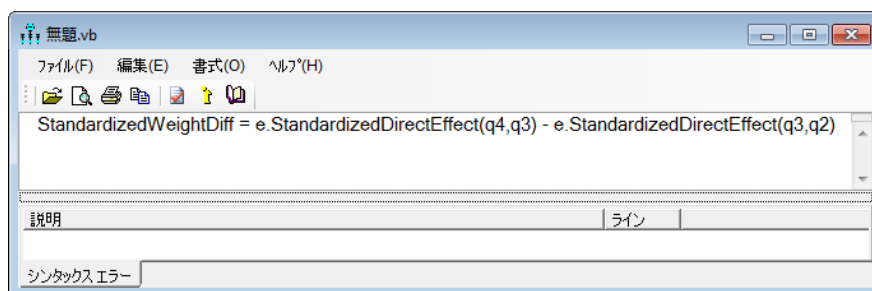 無題.vb
ファイル(F) 編集(E) 書式(O) ヘルプ(H)
StandardizedWeightDiff = e.StandardizedDirectEffect(q4,q3) - e.StandardizedDirectEffect(q3,q2)
説明 ライン
シンタックス エラー